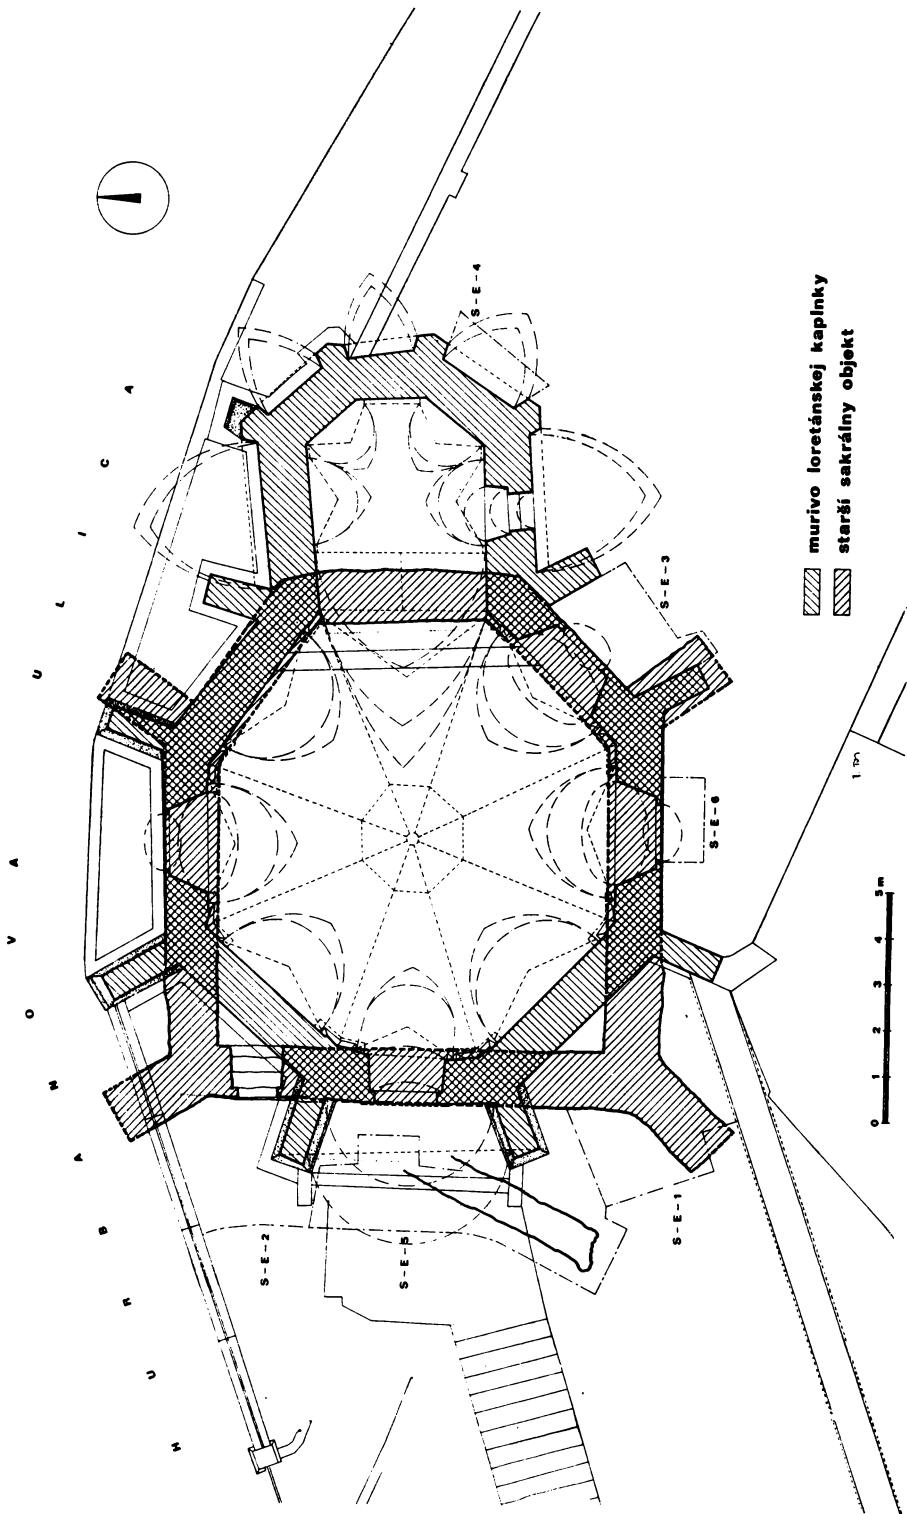 HURBANOVA ULICA
S-E-4
S-E-3
S-E-6
S-E-2
S-E-5
S-E-1
murivo loretánskej kaplnky
starší sakrálny objekt
0 1 2 3 4 5m